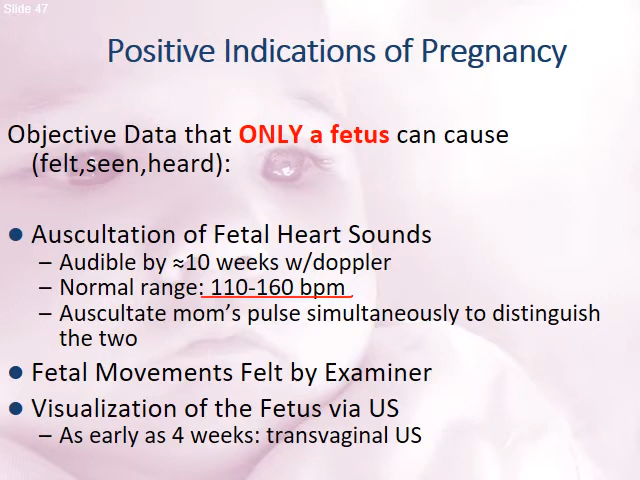 Slide 47
Positive Indications of Pregnancy
Objective Data that ONLY a fetus can cause
(felt,seen,heard):
● Auscultation of Fetal Heart Sounds
– Audible by ≈10 weeks w/doppler
– Normal range: 110-160 bpm
– Auscultate mom’s pulse simultaneously to distinguish
the two
● Fetal Movements Felt by Examiner
● Visualization of the Fetus via US
– As early as 4 weeks: transvaginal US